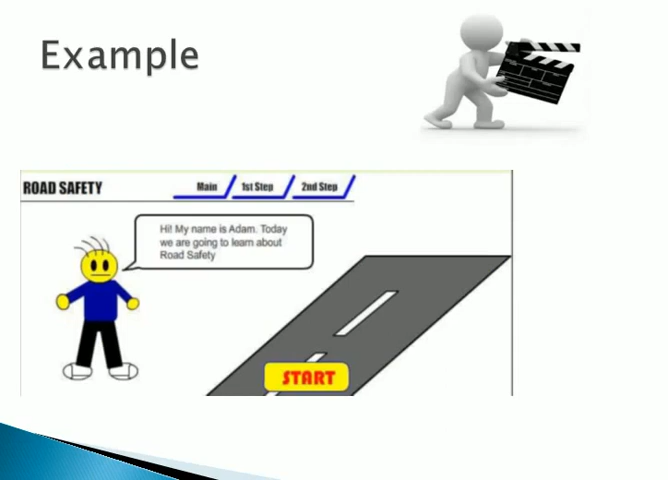 Example
ROAD SAFETY
Main
1st Step
2nd Step
Hi! My name is Adam. Today
we are going to learn about
Road Safety
START